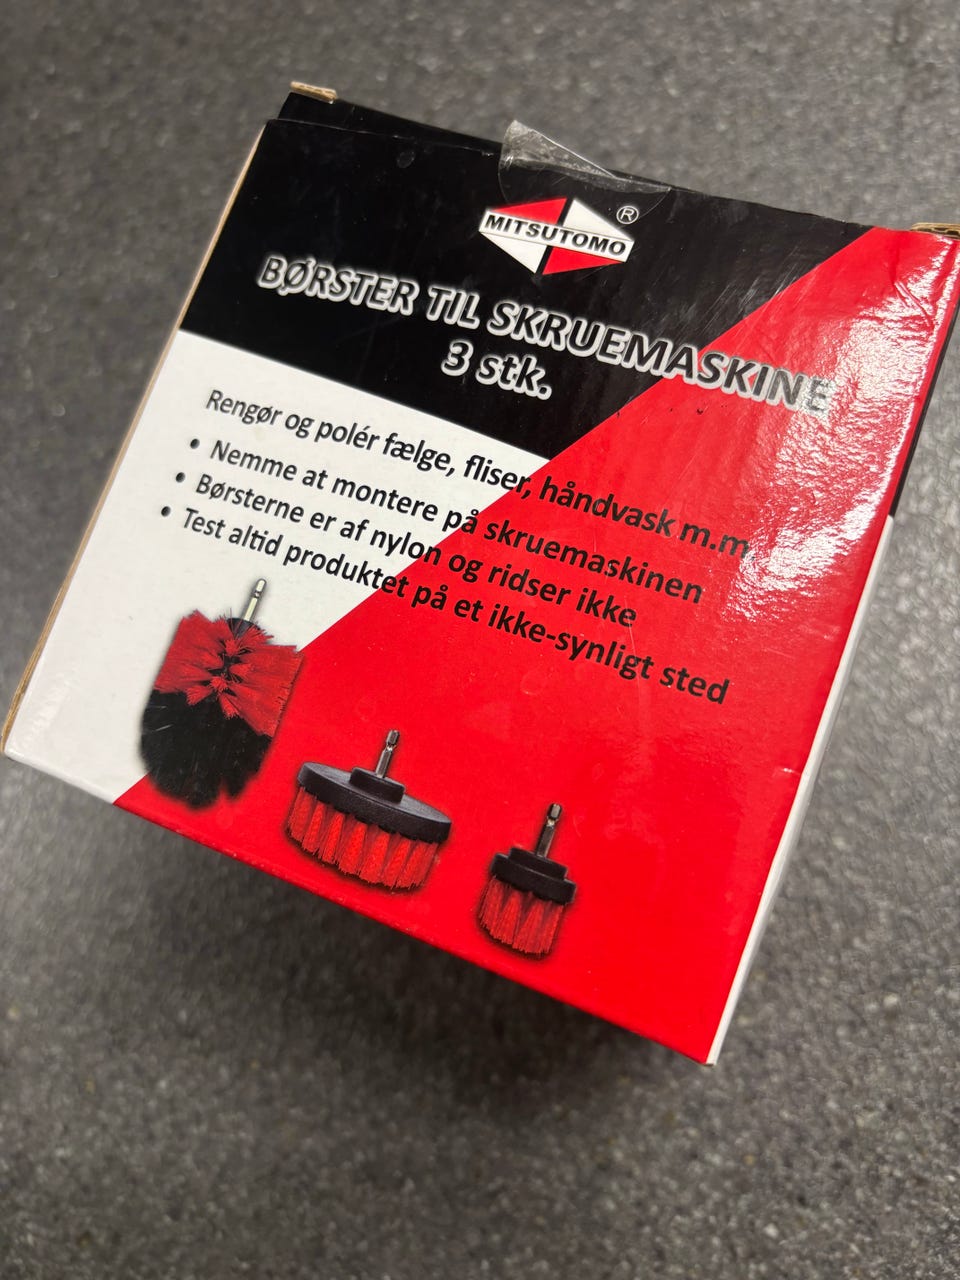 MITSUTOMO ®
BØRSTER TIL SKRUEMASKINE
3 stk.
Rengør og polér fælge, fliser, håndvask m.m.
• Nemme at montere på skruemaskinen
• Børsterne er af nylon og ridser ikke
• Test altid produktet på et ikke-synligt sted